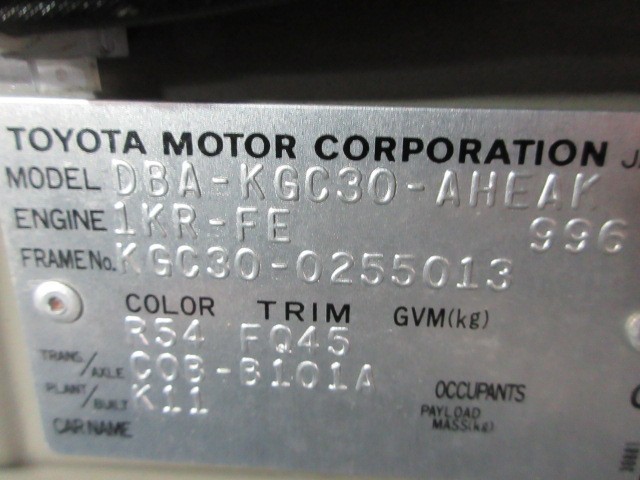 TOYOTA MOTOR CORPORATION
MODEL DBA-KGC30-AHEAK
ENGINE 1KR-FE 996
FRAME No. KGC30-0255013
COLOR TRIM GVM(kg)
R54 FQ45
TRANS/AXLE C0B-B101A
PLANT/BUILT K11
OCCUPANTS
PAYLOAD
MASS(kg)
CAR NAME